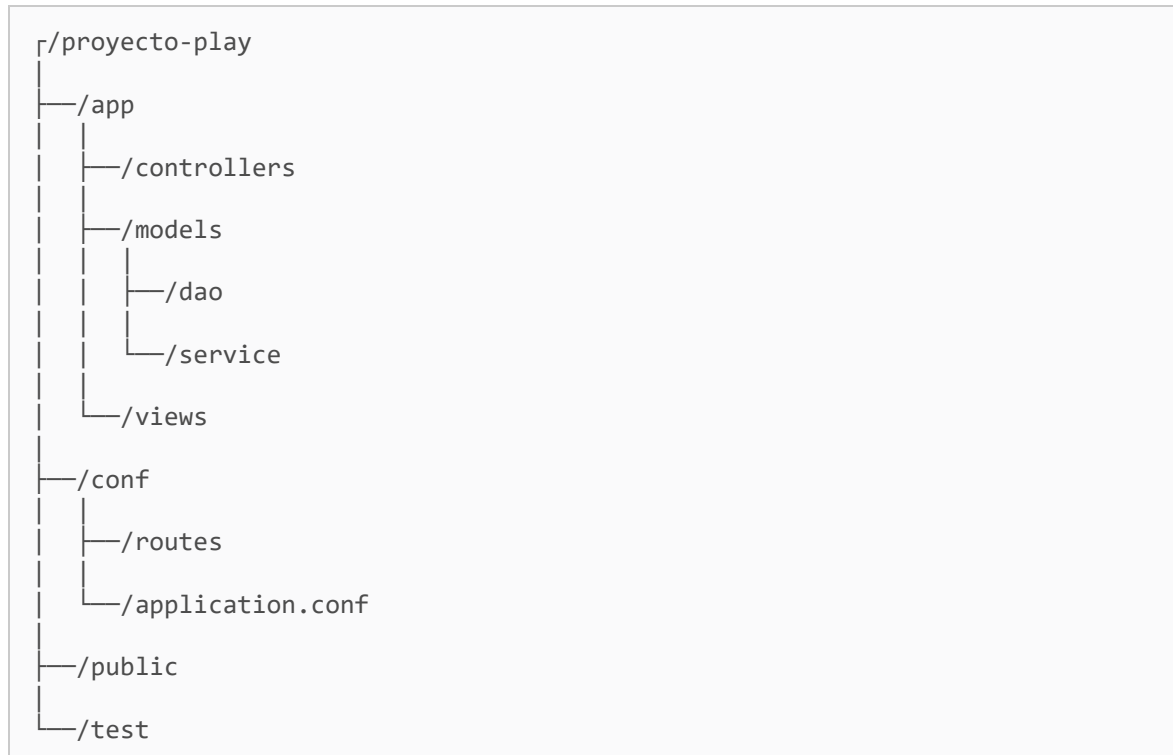 ┌/proyecto-play
│
├──/app
│  │
│  ├──/controllers
│  │
│  ├──/models
│  │  │
│  │  ├──/dao
│  │  │
│  │  └──/service
│  │
│  └──/views
│
├──/conf
│  │
│  ├──/routes
│  │
│  └──/application.conf
│
├──/public
│
└──/test